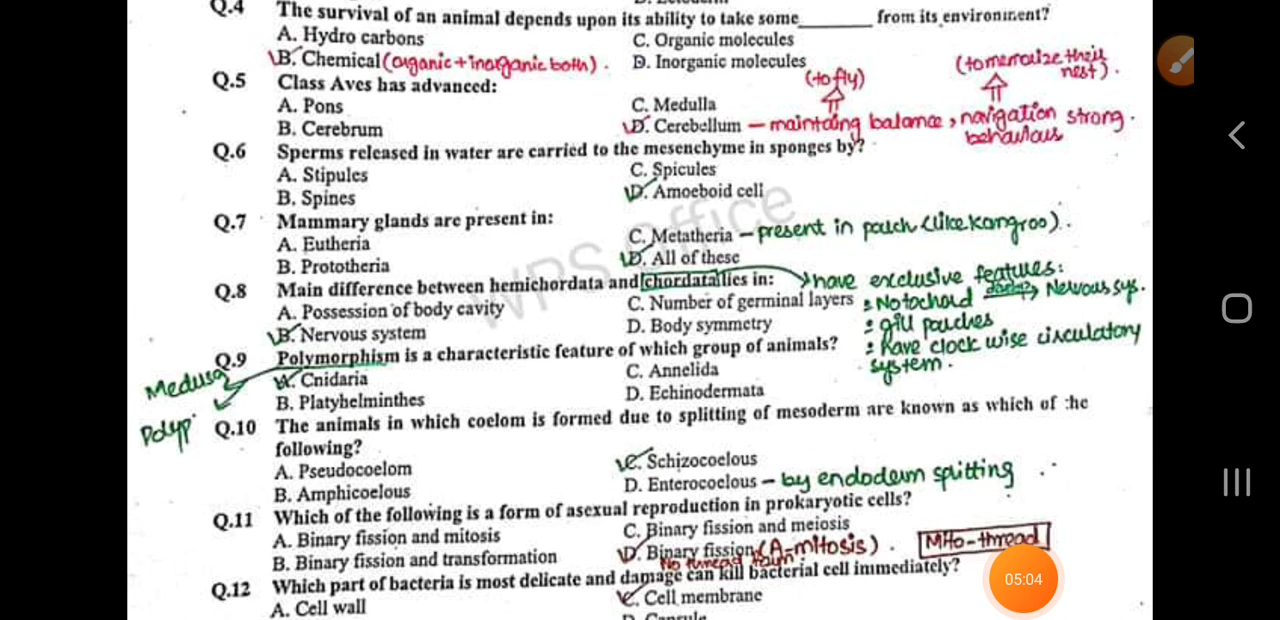 Q.4 The survival of an animal depends upon its ability to take some________ from its environment?
A. Hydro carbons C. Organic molecules
B. Chemical (organic+inorganic both). D. Inorganic molecules
(to fly) (to memorize their nest).
Q.5 Class Aves has advanced:
A. Pons C. Medulla
B. Cerebrum D. Cerebellum – maintaing balance, navigation strong.
behaviours
Q.6 Sperms released in water are carried to the mesenchyme in sponges by?
A. Stipules C. Spicules
B. Spines D. Amoeboid cell
Q.7 Mammary glands are present in:
A. Eutheria C. Metatheria – present in pouch (like Kangroo).
B. Prototheria D. All of these
Q.8 Main difference between hemichordata and chordata lies in: have exclusive features:
A. Possession of body cavity C. Number of germinal layers : Notochord Nervous sys.
B. Nervous system D. Body symmetry : gill pouches
: have clock wise circulatory system.
Q.9 Polymorphism is a characteristic feature of which group of animals?
Medusa A. Cnidaria C. Annelida
B. Platyhelminthes D. Echinodermata
Polyp Q.10 The animals in which coelom is formed due to splitting of mesoderm are known as which of the
following?
A. Pseudocoelom C. Schizocoelous
B. Amphicoelous D. Enterocoelous – by endoderm splitting
Q.11 Which of the following is a form of asexual reproduction in prokaryotic cells?
A. Binary fission and mitosis C. Binary fission and meiosis
B. Binary fission and transformation D. Binary fission (A-mitosis). Mito-thread
No thread form
Q.12 Which part of bacteria is most delicate and damage can kill bacterial cell immediately?
A. Cell wall C. Cell membrane
D. Capsule
WPS Office
05:04